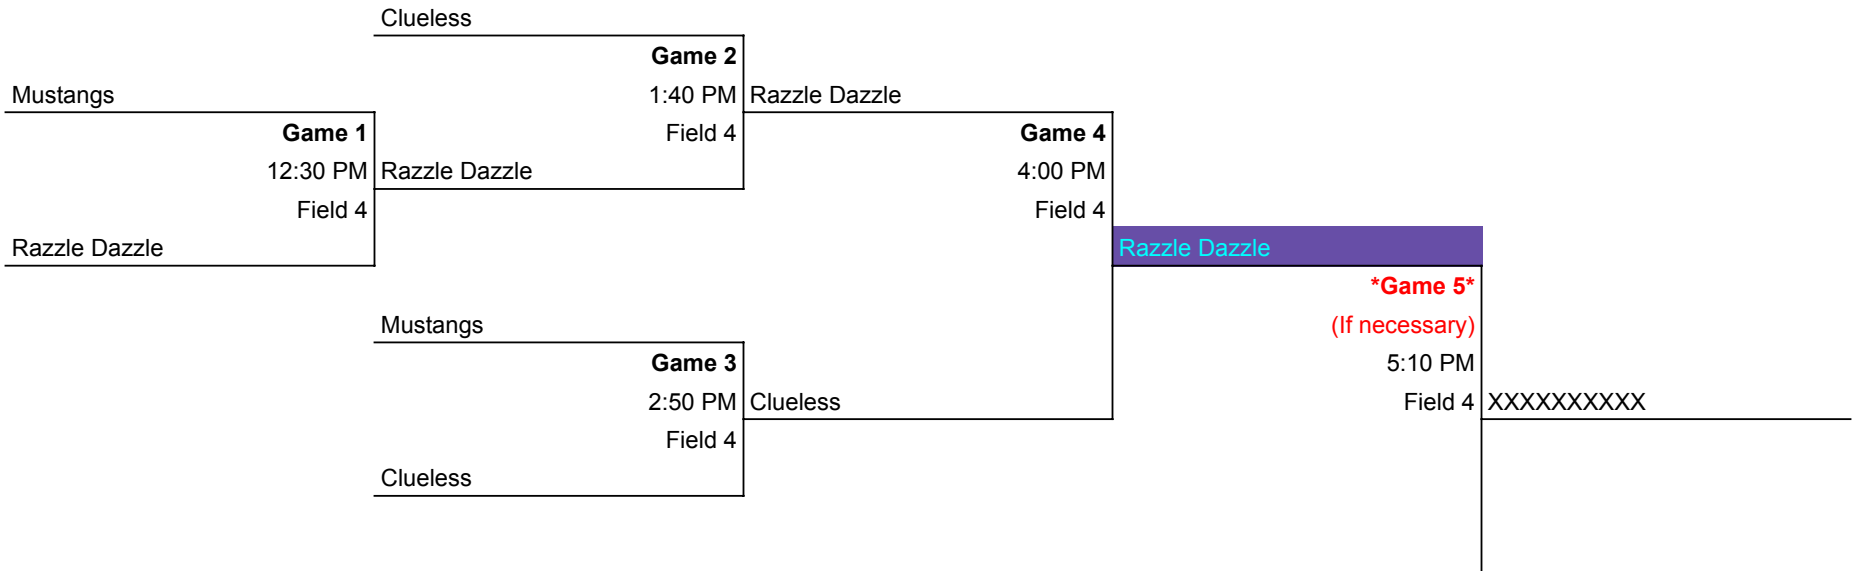 Clueless
Game 2
Mustangs
1:40 PM
Razzle Dazzle
Game 1
Field 4
Game 4
12:30 PM
Razzle Dazzle
4:00 PM
Field 4
Field 4
Razzle Dazzle
Razzle Dazzle
*Game 5*
Mustangs
(If necessary)
Game 3
5:10 PM
2:50 PM
Clueless
Field 4
XXXXXXXXXX
Field 4
Clueless